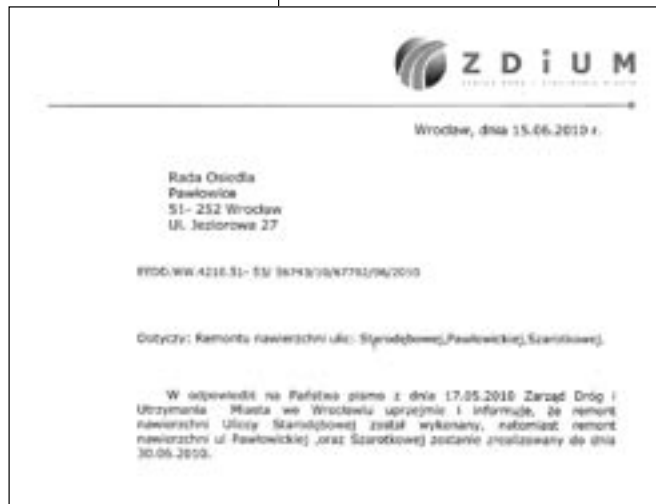 ZDiUM
Wrocław, dnia 15.06.2010 r.
Rada Osiedla
Pawłowice
51- 252 Wrocław
Ul. Jeziorowa 27
Dotyczy: Remontu nawierzchni ulic: Starodębowej,Pawłowickiej,Szarotkowej.
W odpowiedzi na Państwa pismo z dnia 17.05.2010 Zarząd Dróg i
Utrzymania Miasta we Wrocławiu uprzejmie i informuje, że remont
nawierzchni Ulicy Starodębowej został wykonany, natomiast remont
nawierzchni ul Pawłowickiej ,oraz Szarotkowej zostanie zrealizowany do dnia
30.06.2010.